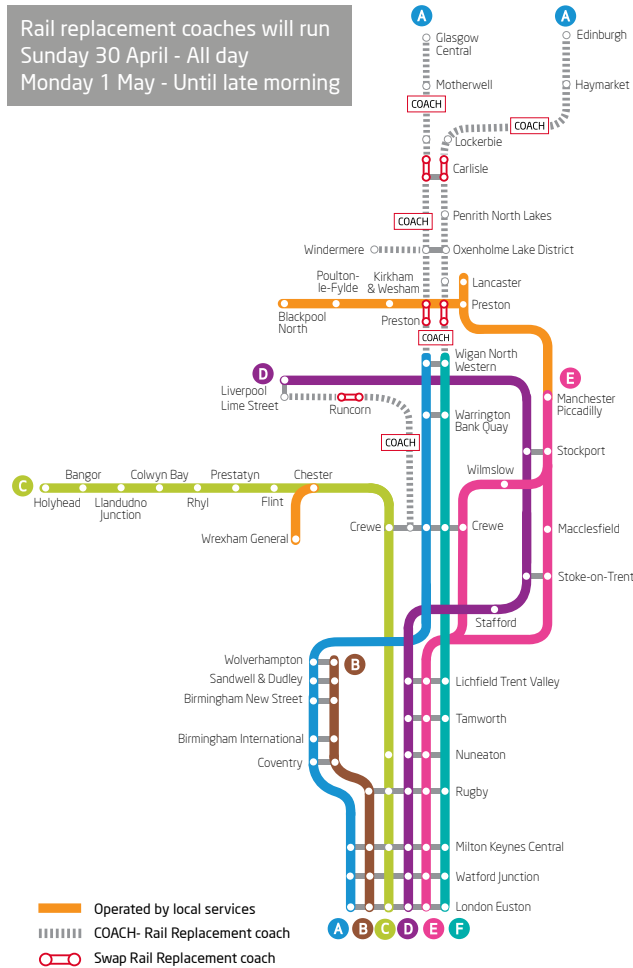 Rail replacement coaches will run
Sunday 30 April - All day
Monday 1 May - Until late morning
A
A
Glasgow
Central
Edinburgh
Motherwell
Haymarket
COACH
COACH
Lockerbie
Carlisle
COACH
Penrith North Lakes
Windermere
Oxenholme Lake District
Poulton-
le-Fylde
Kirkham
& Wesham
Lancaster
Preston
Blackpool
North
Preston
COACH
Wigan North
Western
D
E
Liverpool
Lime Street
Runcorn
Manchester
Piccadilly
Warrington
Bank Quay
COACH
Stockport
Wilmslow
C
Bangor
Colwyn Bay
Prestatyn
Chester
Holyhead
Llandudno
Junction
Rhyl
Flint
Crewe
Crewe
Macclesfield
Wrexham General
Stoke-on-Trent
Stafford
Wolverhampton
B
Sandwell & Dudley
Lichfield Trent Valley
Birmingham New Street
Tamworth
Birmingham International
Nuneaton
Coventry
Rugby
Milton Keynes Central
Watford Junction
London Euston
A B C D E F
Operated by local services
COACH- Rail Replacement coach
Swap Rail Replacement coach